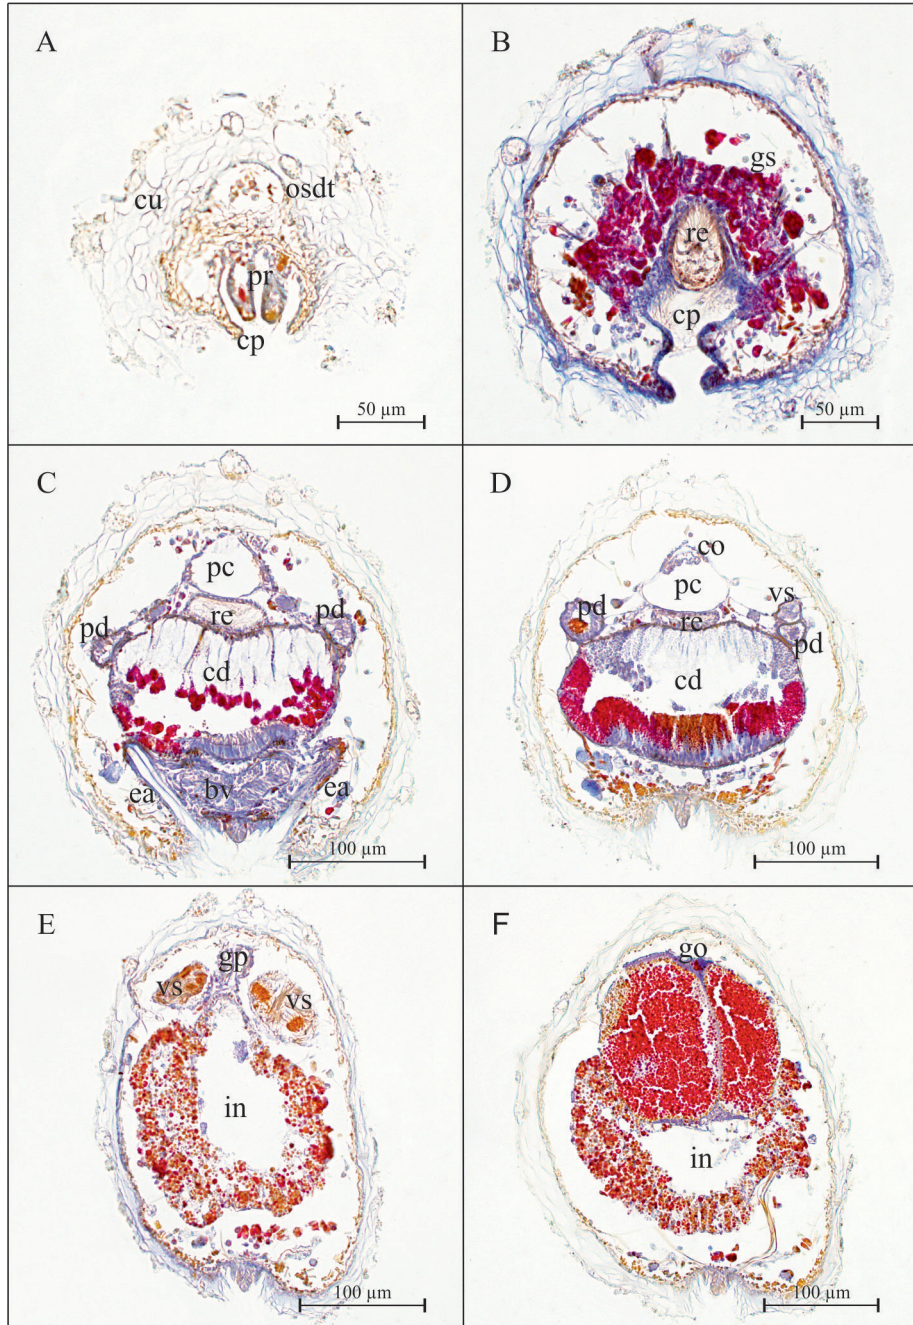 A
cu
osdt
pr
cp
50 µm
B
gs
re
cp
50 µm
C
pc
re
pd
pd
cd
ea
bv
ea
100 µm
D
co
pc
vs
pd
re
pd
cd
100 µm
E
gp
vs
vs
in
100 µm
F
go
in
100 µm